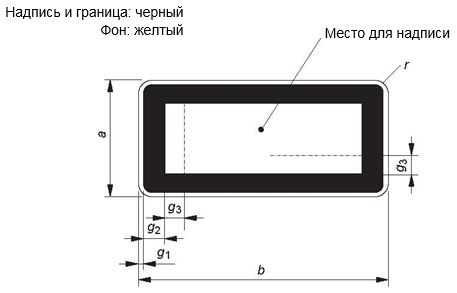 Надпись и граница: черный
Фон: желтый
Место для надписи
r
a
g3
g3
g2
g1
b